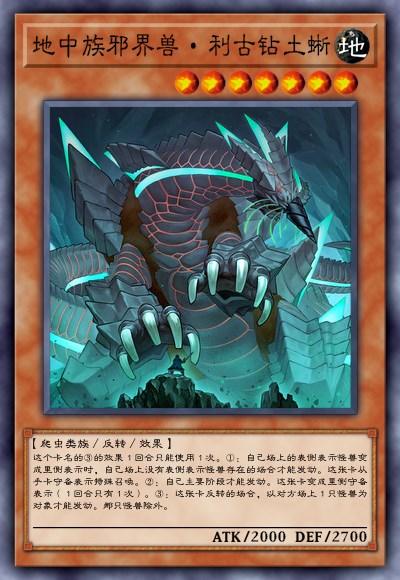 地中族邪界兽·利古钻土蜥 地
【爬虫类族/反转/效果】
这个卡名的③的效果1回合只能使用1次。①：自己场上的表侧表示怪兽变
成里侧表示时，自己场上没有表侧表示怪兽存在的场合才能发动。这张卡从
手卡守备表示特殊召唤。②：自己主要阶段才能发动。这张卡变成里侧守备
表示（1回合只有1次）。③：这张卡反转的场合，以对方场上1只怪兽为
对象才能发动。那只怪兽除外。
ATK/2000 DEF/2700